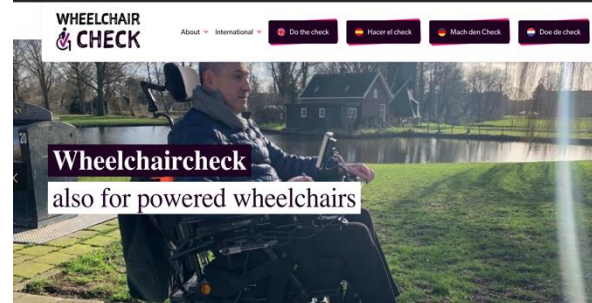 WHEELCHAIR
CHECK
About International Do the check Hacer el check Mach den Check Doe de check
Wheelchaircheck
also for powered wheelchairs